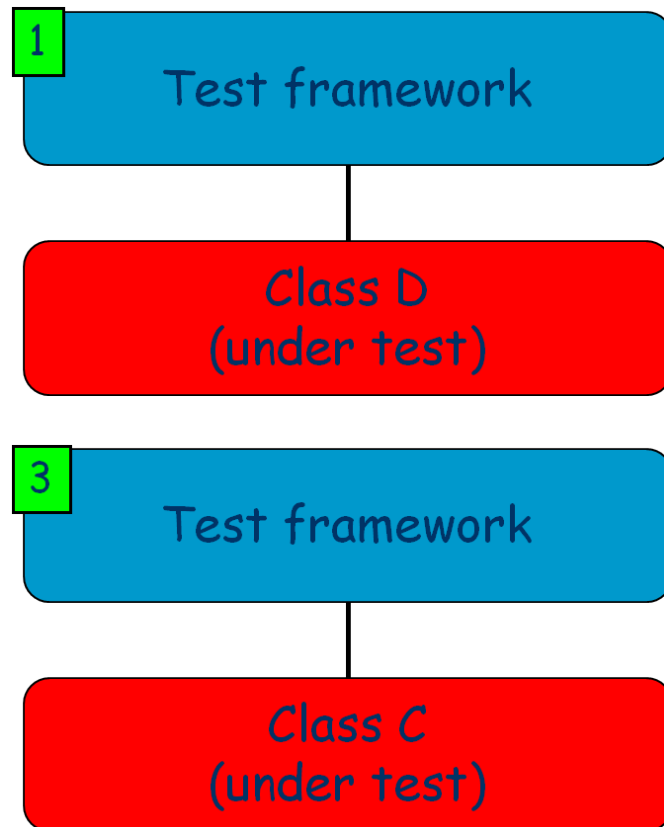 1
Test framework
Class D
(under test)
3
Test framework
Class C
(under test)